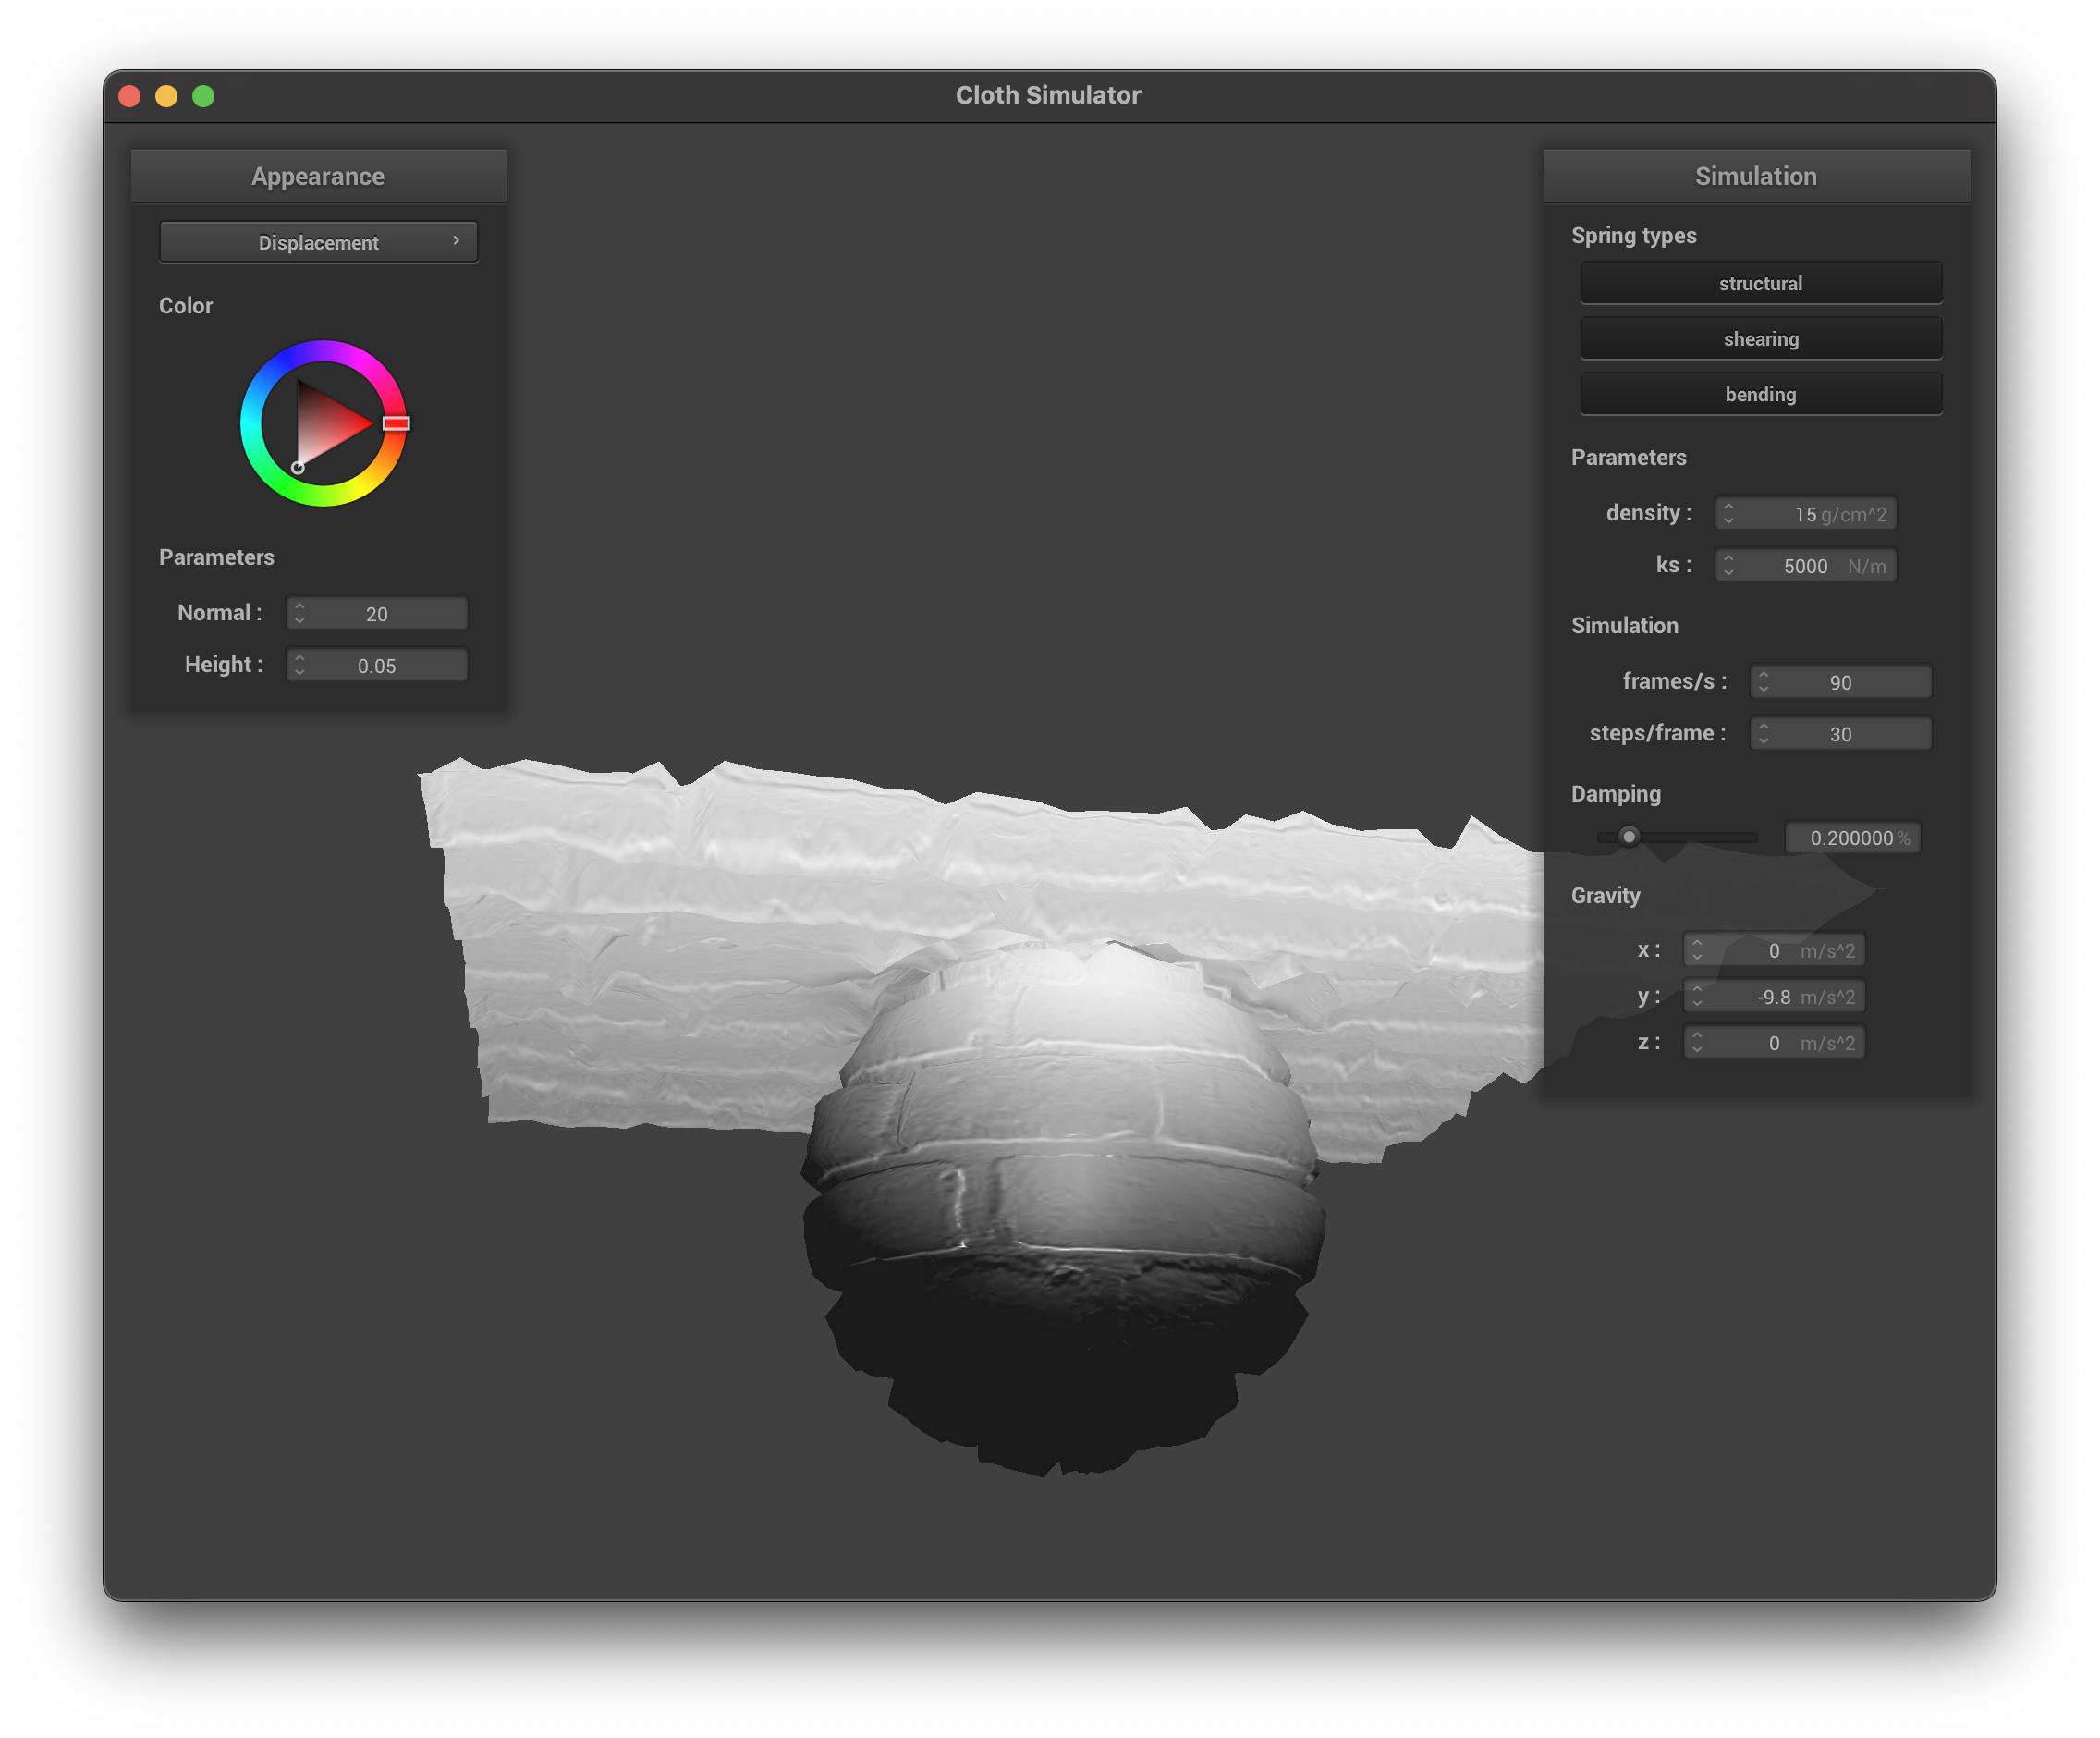 Cloth Simulator
Appearance
Displacement
Color
Parameters
Normal : 20
Height : 0.05
Simulation
Spring types
structural
shearing
bending
Parameters
density : 15 g/cm^2
ks : 5000 N/m
Simulation
frames/s : 90
steps/frame : 30
Damping
0.200000 %
Gravity
x : 0 m/s^2
y : -9.8 m/s^2
z : 0 m/s^2